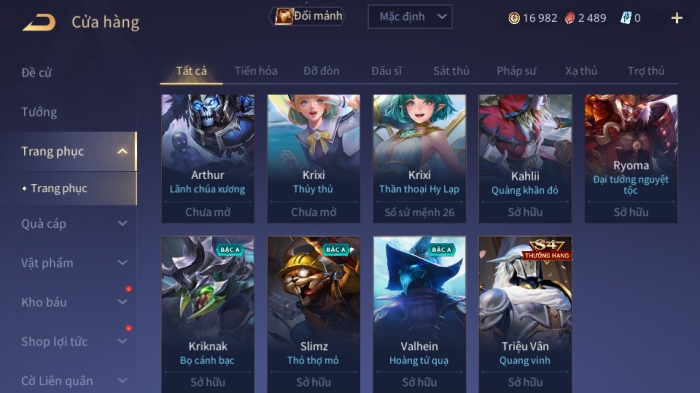 Cửa hàng
Đổi mảnh
Mặc định
16 982
2 489
0
Đề cử
Tướng
Trang phục
Trang phục
Quà cáp
Vật phẩm
Kho báu
Shop lợi tức
Cờ Liên quân
Tất cả Tiến hóa Đỡ đòn Đấu sĩ Sát thủ Pháp sư Xạ thủ Trợ thủ
Arthur
Lãnh chúa xương
Chưa mở
Krixi
Thủy thủ
Chưa mở
Krixi
Thần thoại Hy Lạp
Sổ sứ mệnh 26
Kahlii
Quàng khăn đỏ
Sở hữu
Ryoma
Đại tướng nguyệt
tộc
Sở hữu
BẬC A
Kriknak
Bọ cánh bạc
Sở hữu
BẬC A
Slimz
Thỏ thợ mỏ
Sở hữu
BẬC A
Valhein
Hoàng tử quạ
Sở hữu
S47
THƯỞNG HẠNG
Triệu Vân
Quang vinh
Sở hữu